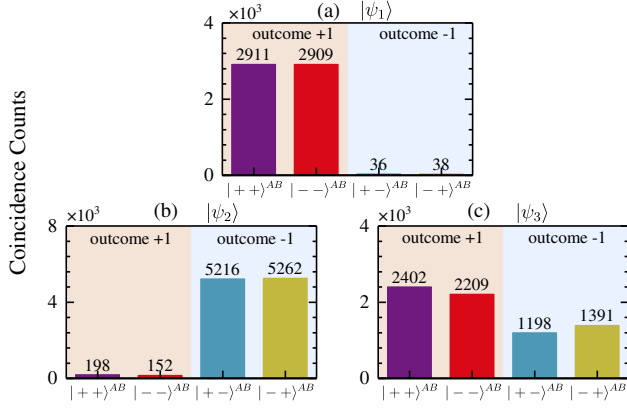 (a) |ψ₁⟩
×10³
outcome +1 outcome -1
4
2
0
2911 2909 36 38
|++⟩ᴬᴮ |−−⟩ᴬᴮ |+−⟩ᴬᴮ |−+⟩ᴬᴮ
Coincidence Counts
(b) |ψ₂⟩
×10³
outcome +1 outcome -1
8
4
0
198 152 5216 5262
|++⟩ᴬᴮ |−−⟩ᴬᴮ |+−⟩ᴬᴮ |−+⟩ᴬᴮ
(c) |ψ₃⟩
×10³
outcome +1 outcome -1
4
2
0
2402 2209 1198 1391
|++⟩ᴬᴮ |−−⟩ᴬᴮ |+−⟩ᴬᴮ |−+⟩ᴬᴮ